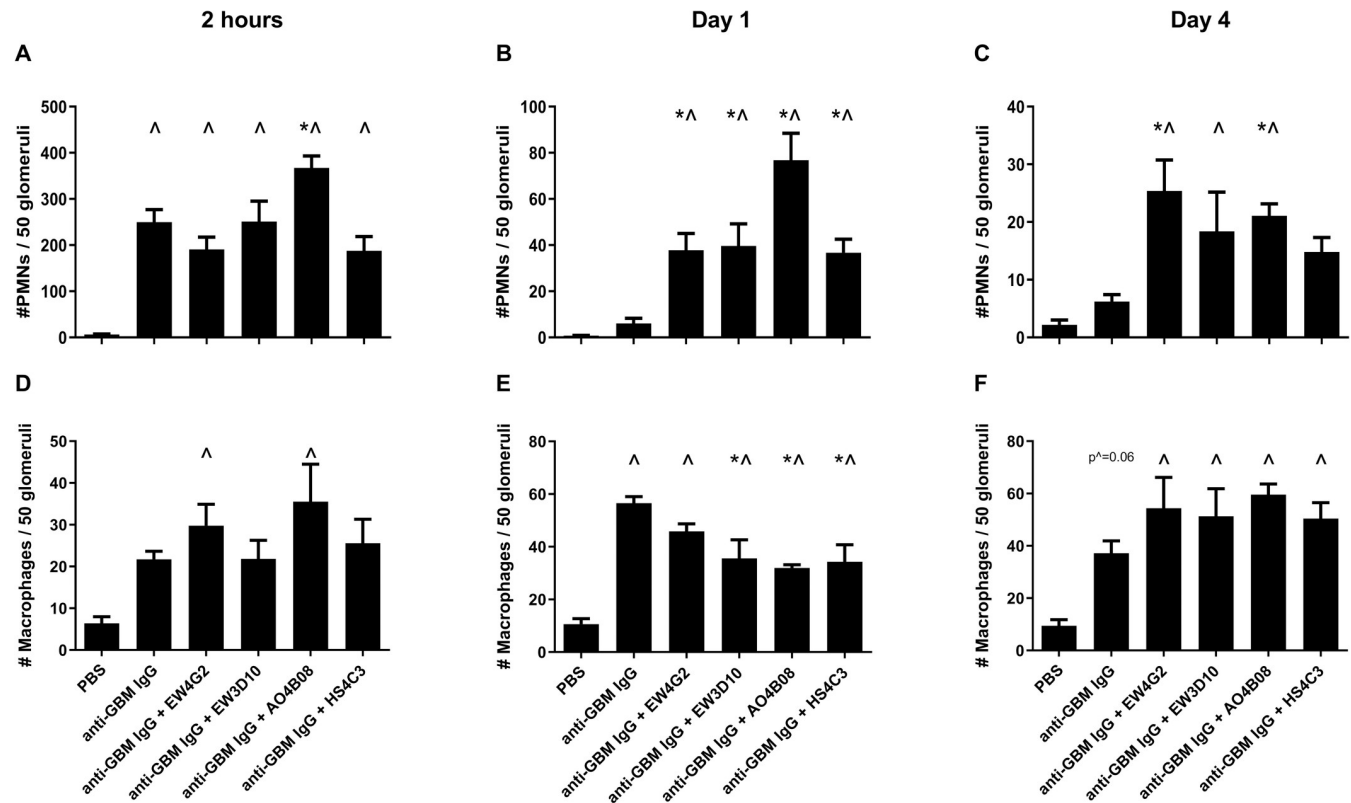 2 hours
Day 1
Day 4
A
B
C
#PMNs / 50 glomeruli
500
400
300
200
100
0
^
^
^
*^
^
#PMNs / 50 glomeruli
100
80
60
40
20
0
*^
*^
*^
*^
#PMNs / 50 glomeruli
40
30
20
10
0
*^
^
*^
D
E
F
# Macrophages / 50 glomeruli
50
40
30
20
10
0
^
^
PBS
anti-GBM IgG
anti-GBM IgG + EW4G2
anti-GBM IgG + EW3D10
anti-GBM IgG + AO4B08
anti-GBM IgG + HS4C3
# Macrophages / 50 glomeruli
80
60
40
20
0
^
^
*^
*^
*^
PBS
anti-GBM IgG
anti-GBM IgG + EW4G2
anti-GBM IgG + EW3D10
anti-GBM IgG + AO4B08
anti-GBM IgG + HS4C3
# Macrophages / 50 glomeruli
80
60
40
20
0
p^=0.06
^
^
^
^
PBS
anti-GBM IgG
anti-GBM IgG + EW4G2
anti-GBM IgG + EW3D10
anti-GBM IgG + AO4B08
anti-GBM IgG + HS4C3